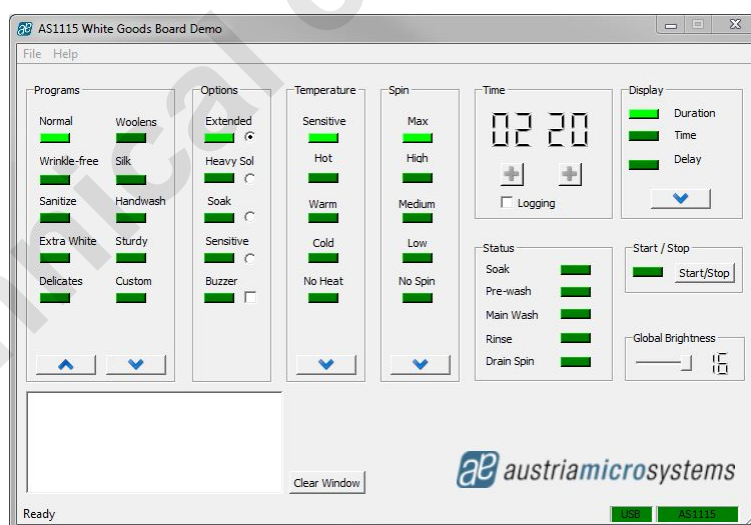 AS1115 White Goods Board Demo
File Help
Programs
Normal
Woolens
Wrinkle-free
Silk
Sanitize
Handwash
Extra White
Sturdy
Delicates
Custom
Options
Extended
Heavy Sol
Soak
Sensitive
Buzzer
Temperature
Sensitive
Hot
Warm
Cold
No Heat
Spin
Max
High
Medium
Low
No Spin
Time
02 20
Logging
Display
Duration
Time
Delay
Status
Soak
Pre-wash
Main Wash
Rinse
Drain Spin
Start / Stop
Start/Stop
Global Brightness
16
Clear Window
austriamicrosystems
Ready
USB
AS1115